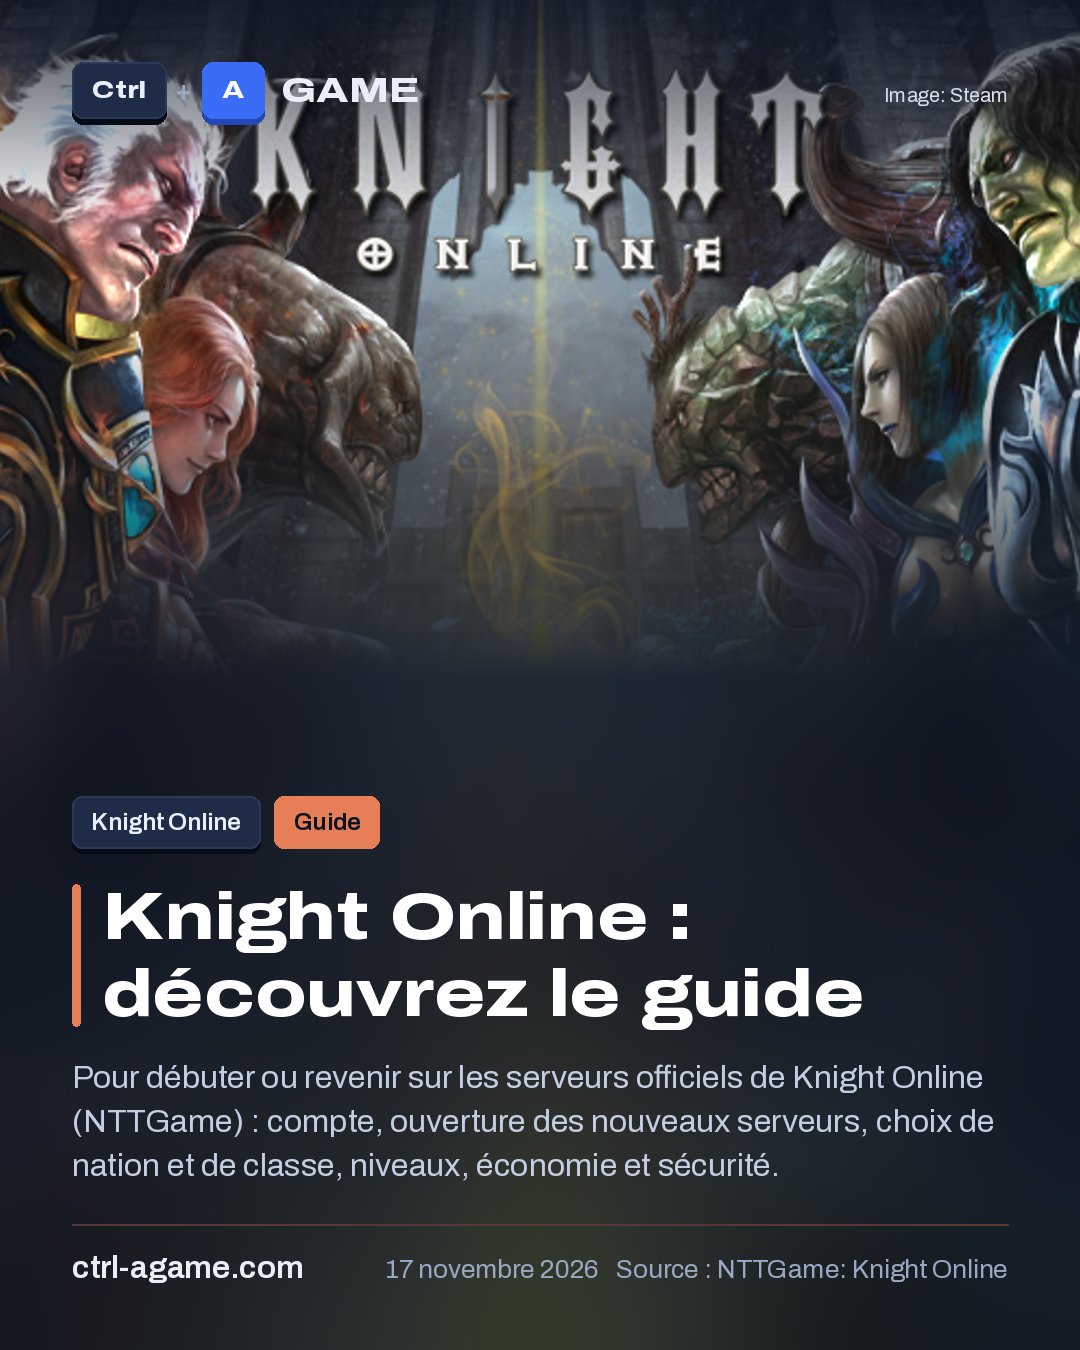 Ctrl + A GAME
Image: Steam
KNIGHT
ONLINE
Knight Online
Guide
Knight Online :
découvrez le guide
Pour débuter ou revenir sur les serveurs officiels de Knight Online
(NTTGame) : compte, ouverture des nouveaux serveurs, choix de
nation et de classe, niveaux, économie et sécurité.
ctrl-agame.com
17 novembre 2026 Source : NTTGame: Knight Online